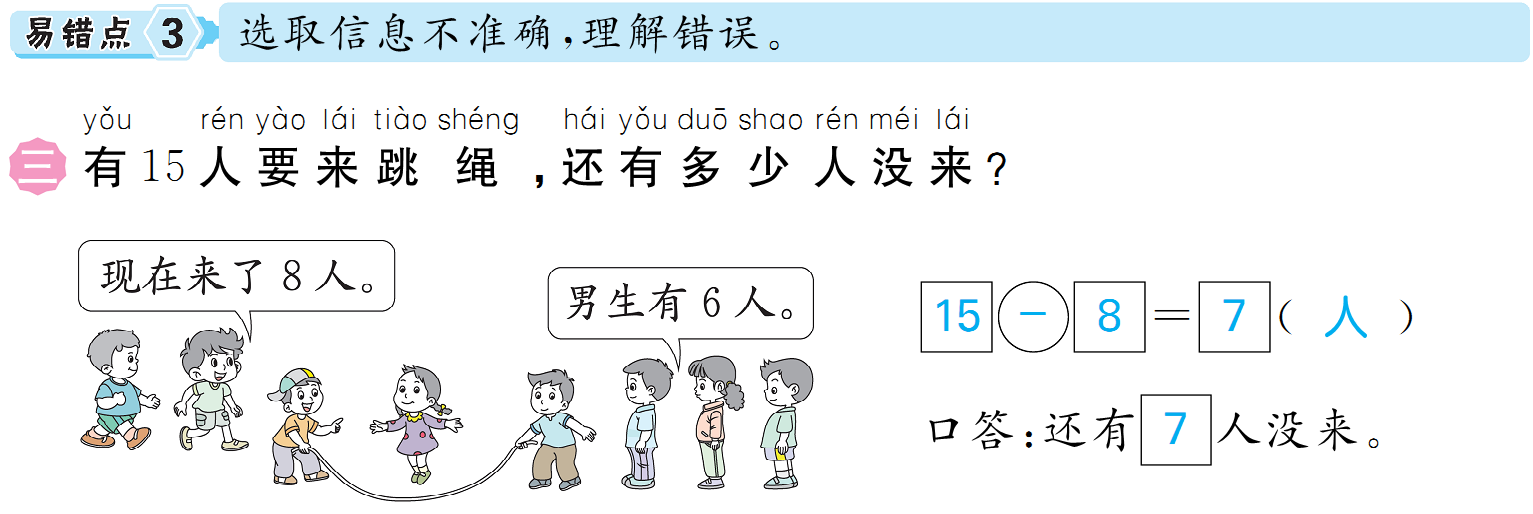 易错点 3 选取信息不准确,理解错误。
yǒu rén yào lái tiào shéng hái yǒu duō shao rén méi lái
三 有 15 人要来跳绳,还有多少人没来?
现在来了 8 人。
男生有 6 人。
15 − 8 = 7 ( 人 )
口答:还有 7 人没来。